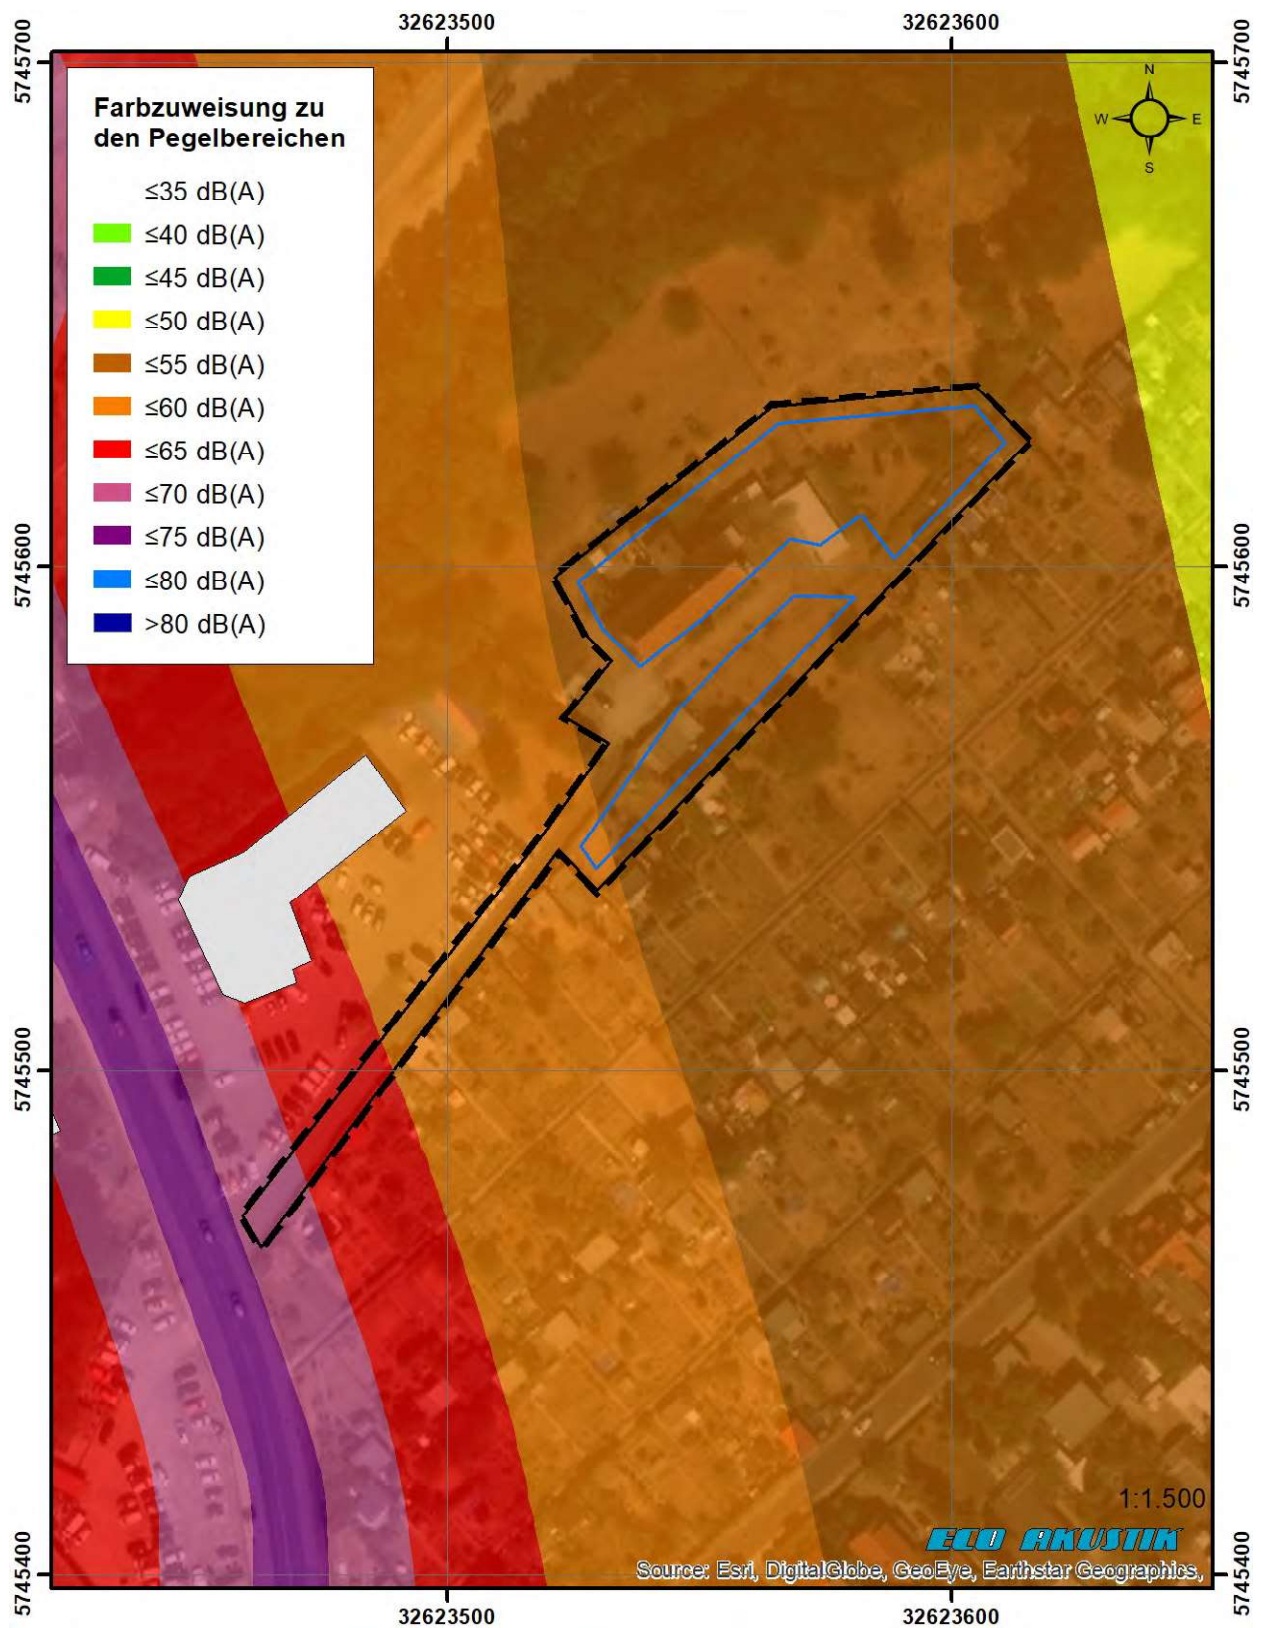 32623500
32623600
5745700
5745700
N
W
E
S
Farbzuweisung zu
den Pegelbereichen
≤35 dB(A)
≤40 dB(A)
≤45 dB(A)
≤50 dB(A)
≤55 dB(A)
≤60 dB(A)
≤65 dB(A)
≤70 dB(A)
≤75 dB(A)
≤80 dB(A)
>80 dB(A)
5745600
5745600
5745500
5745500
1:1.500
ECO AKUSTIK
Source: Esri, DigitalGlobe, GeoEye, Earthstar Geographics,
5745400
5745400
32623500
32623600